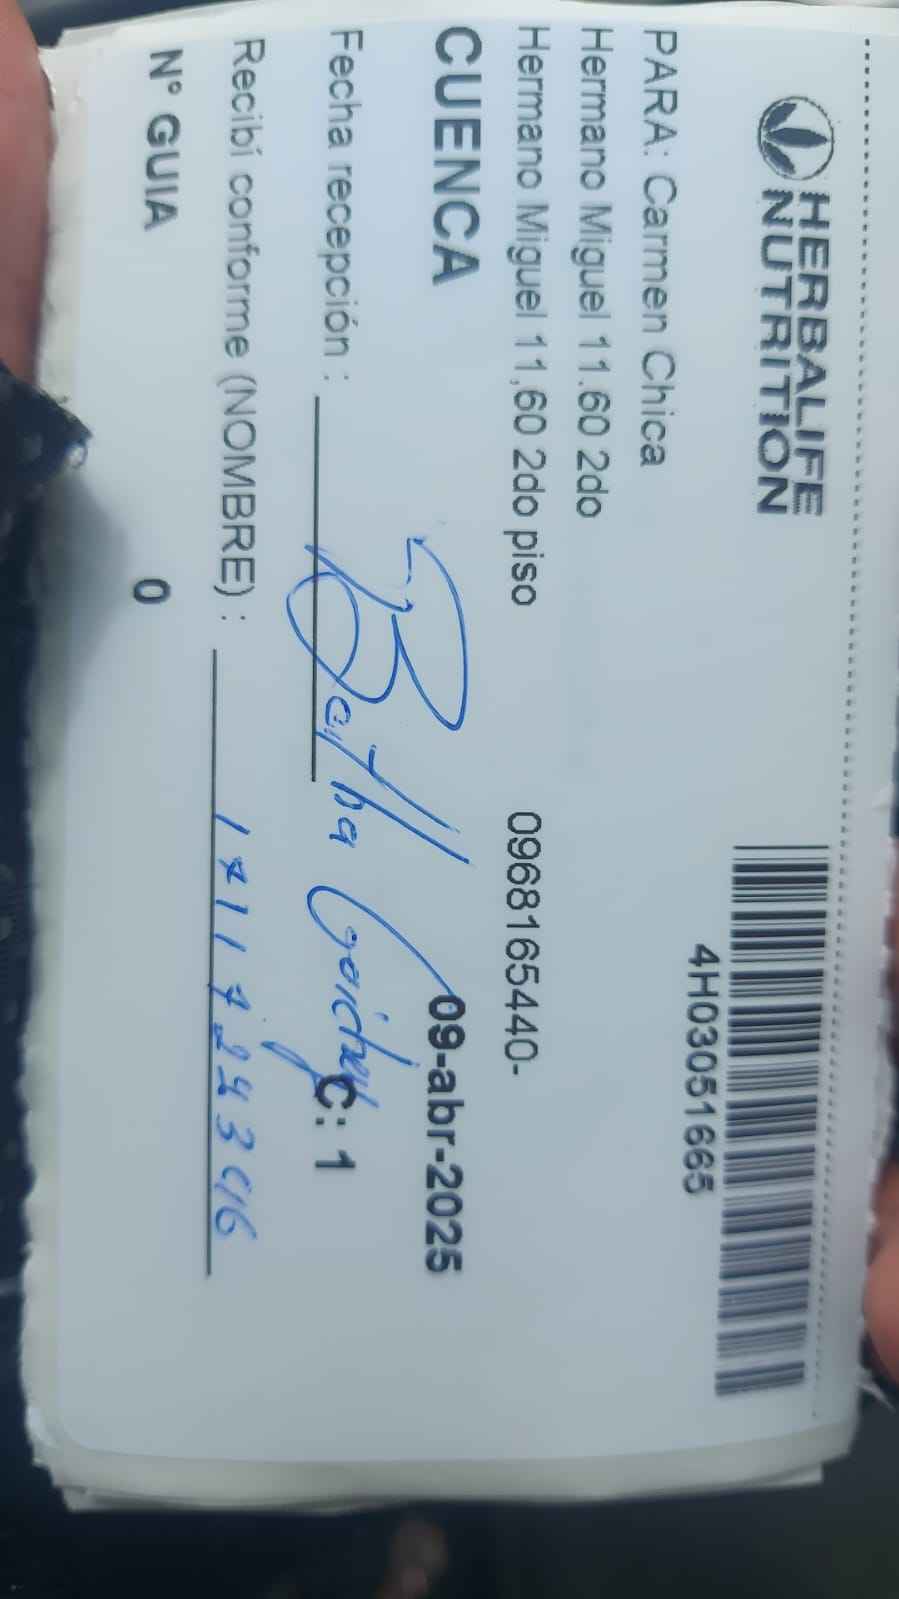 HERBALIFE
NUTRITION
4H03051665
PARA: Carmen Chica
Hermano Miguel 11.60 2do
Hermano Miguel 11,60 2do piso 0968165440-
CUENCA 09-abr-2025
Fecha recepción : C: 1
Recibí conforme (NOMBRE) :
N° GUIA 0